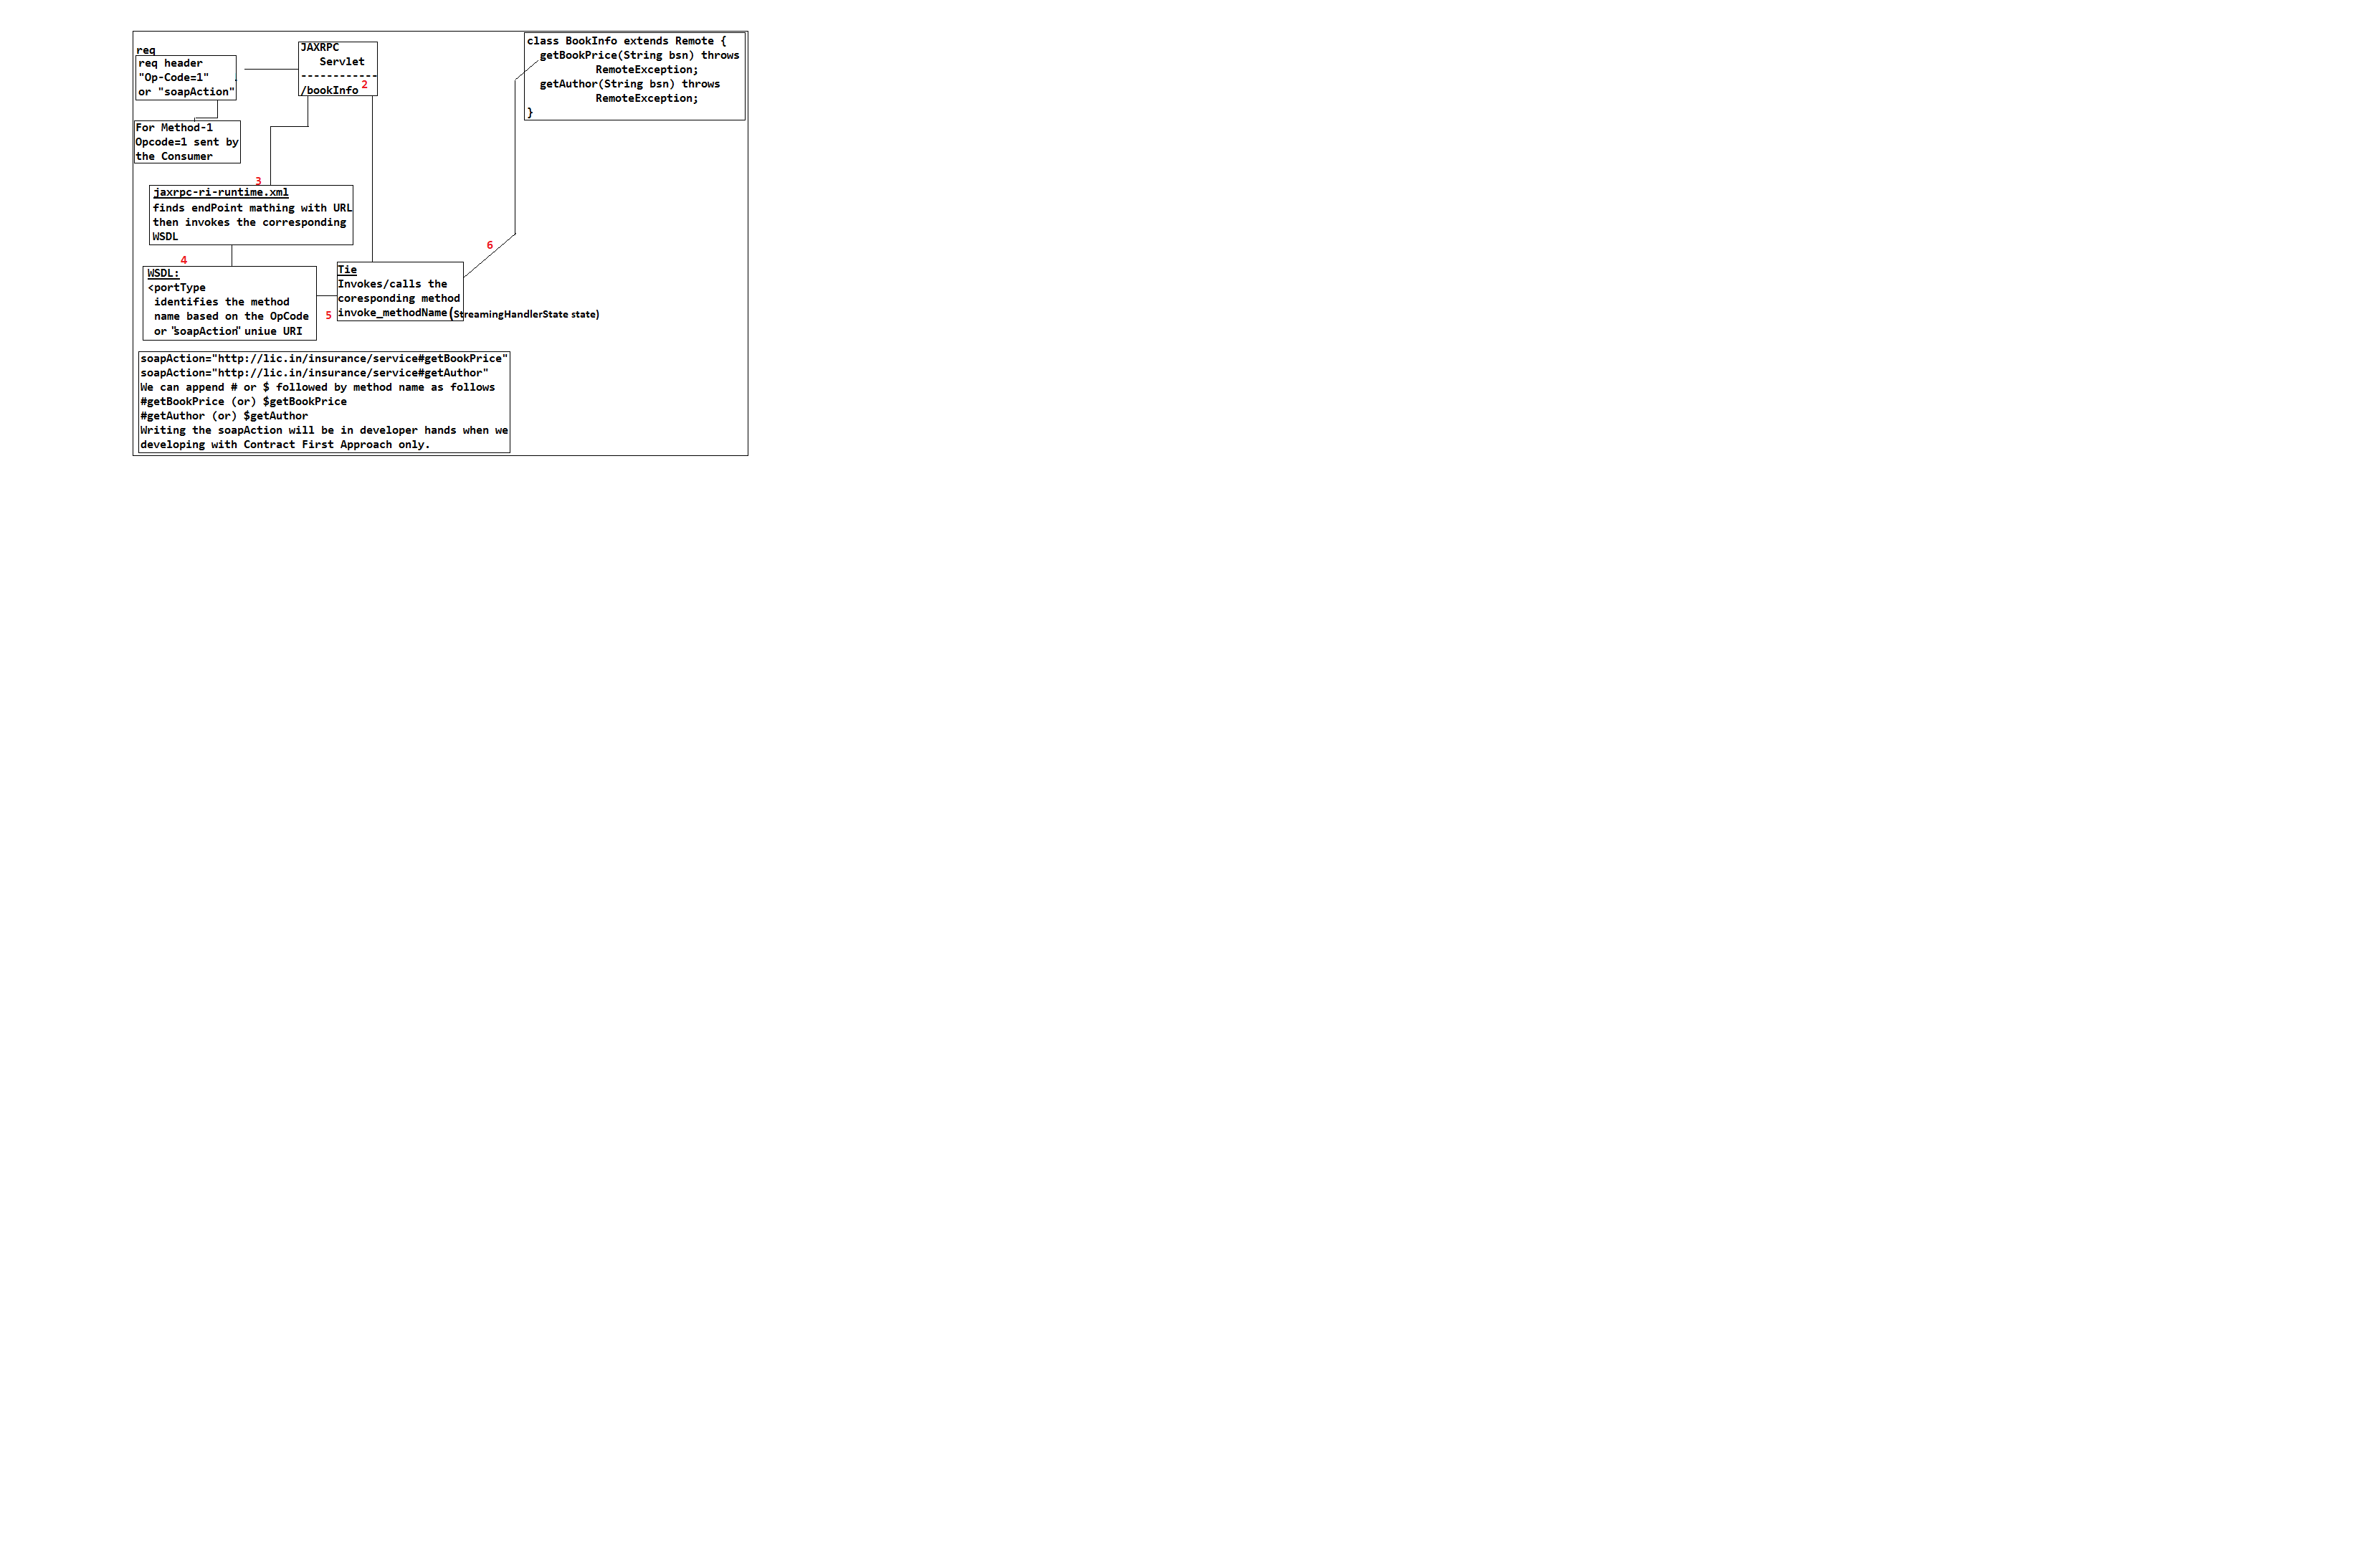 req
req header
"Op-Code=1"
or "soapAction"
For Method-1
Opcode=1 sent by
the Consumer
JAXRPC
Servlet
------------
/bookInfo 2
class BookInfo extends Remote {
getBookPrice(String bsn) throws
RemoteException;
getAuthor(String bsn) throws
RemoteException;
}
3
jaxrpc-ri-runtime.xml
finds endPoint mathing with URL
then invokes the corresponding
WSDL
4
WSDL:
<portType
identifies the method
name based on the OpCode
or "soapAction" uniue URI
5
Tie
Invokes/calls the
coresponding method
invoke_methodName(StreamingHandlerState state)
6
soapAction="http://lic.in/insurance/service#getBookPrice"
soapAction="http://lic.in/insurance/service#getAuthor"
We can append # or $ followed by method name as follows
#getBookPrice (or) $getBookPrice
#getAuthor (or) $getAuthor
Writing the soapAction will be in developer hands when we
developing with Contract First Approach only.